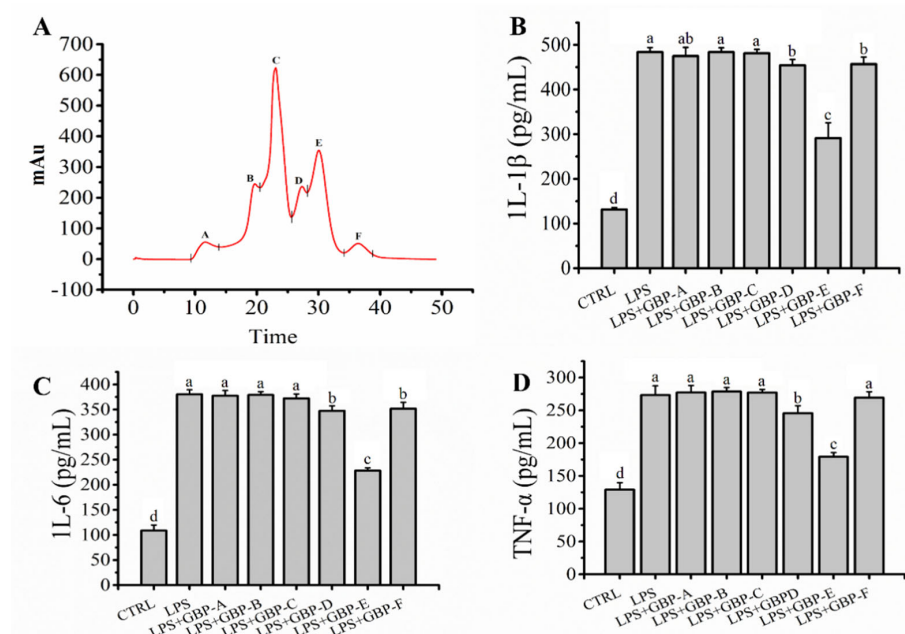 A
700
600
500
400
300
200
100
0
-100
mAu
A
B
C
D
E
F
0
10
20
30
40
50
Time
B
500
400
300
200
100
0
1L-1β (pg/mL)
d
a
ab
a
a
b
c
b
CTRL
LPS
LPS+GBP-A
LPS+GBP-B
LPS+GBP-C
LPS+GBP-D
LPS+GBP-E
LPS+GBP-F
C
400
350
300
250
200
150
100
50
0
1L-6 (pg/mL)
d
a
a
a
a
b
c
b
CTRL
LPS
LPS+GBP-A
LPS+GBP-B
LPS+GBP-C
LPS+GBP-D
LPS+GBP-E
LPS+GBP-F
D
300
250
200
150
100
50
0
TNF-α (pg/mL)
d
a
a
a
a
b
c
a
CTRL
LPS
LPS+GBP-A
LPS+GBP-B
LPS+GBP-C
LPS+GBPD
LPS+GBP-E
LPS+GBP-F